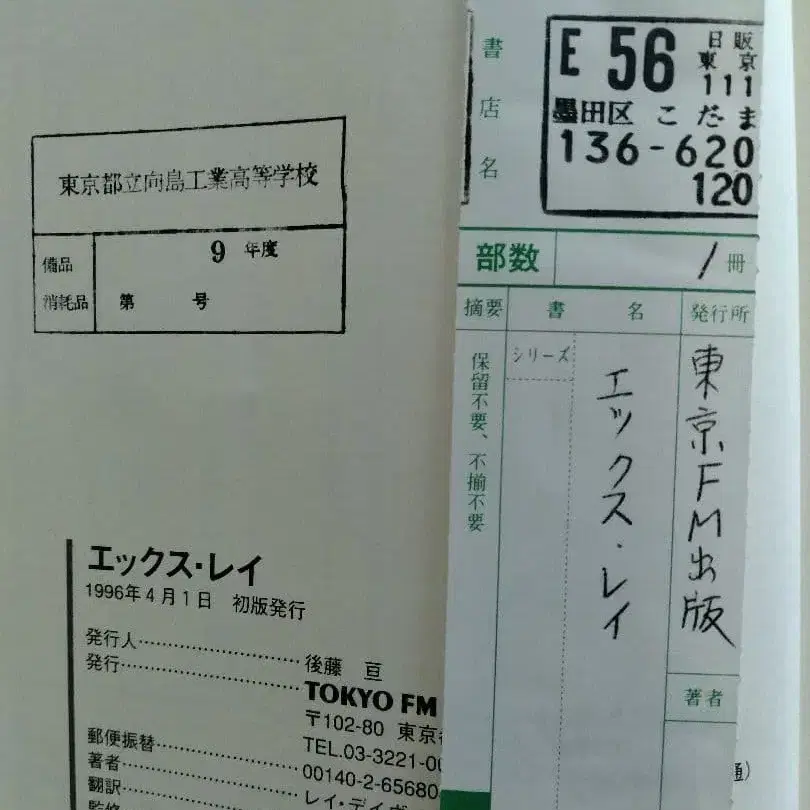 東京都立向島工業高等学校
備品
9年度
消耗品
第 号
エックス・レイ
1996年4月1日 初版発行
発行人……………………後藤 亘
発行……………………TOKYO FM
〒102-80 東京
TEL.03-3221-00
郵便振替……………………00140-2-65680
著者……………………レイ・デイヴ
翻訳
監修
書店名
E 56 日販
東京
111
墨田区 こだま
136-620
120
部数 1冊
摘要
書名
発行所
シリーズ
保留不要、不揃不要
エックス・レイ
東京FM出版
著者
通)